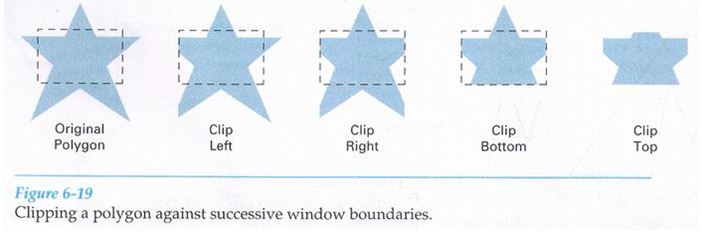 Original
Polygon
Clip
Left
Clip
Right
Clip
Bottom
Clip
Top
Figure 6-19
Clipping a polygon against successive window boundaries.